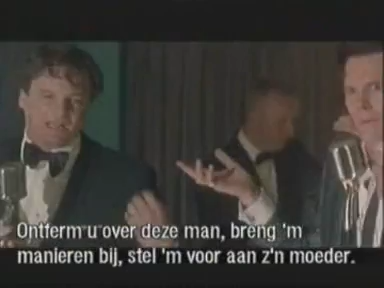 Ontferm u over deze man, breng 'm
manieren bij, stel 'm voor aan z'n moeder.